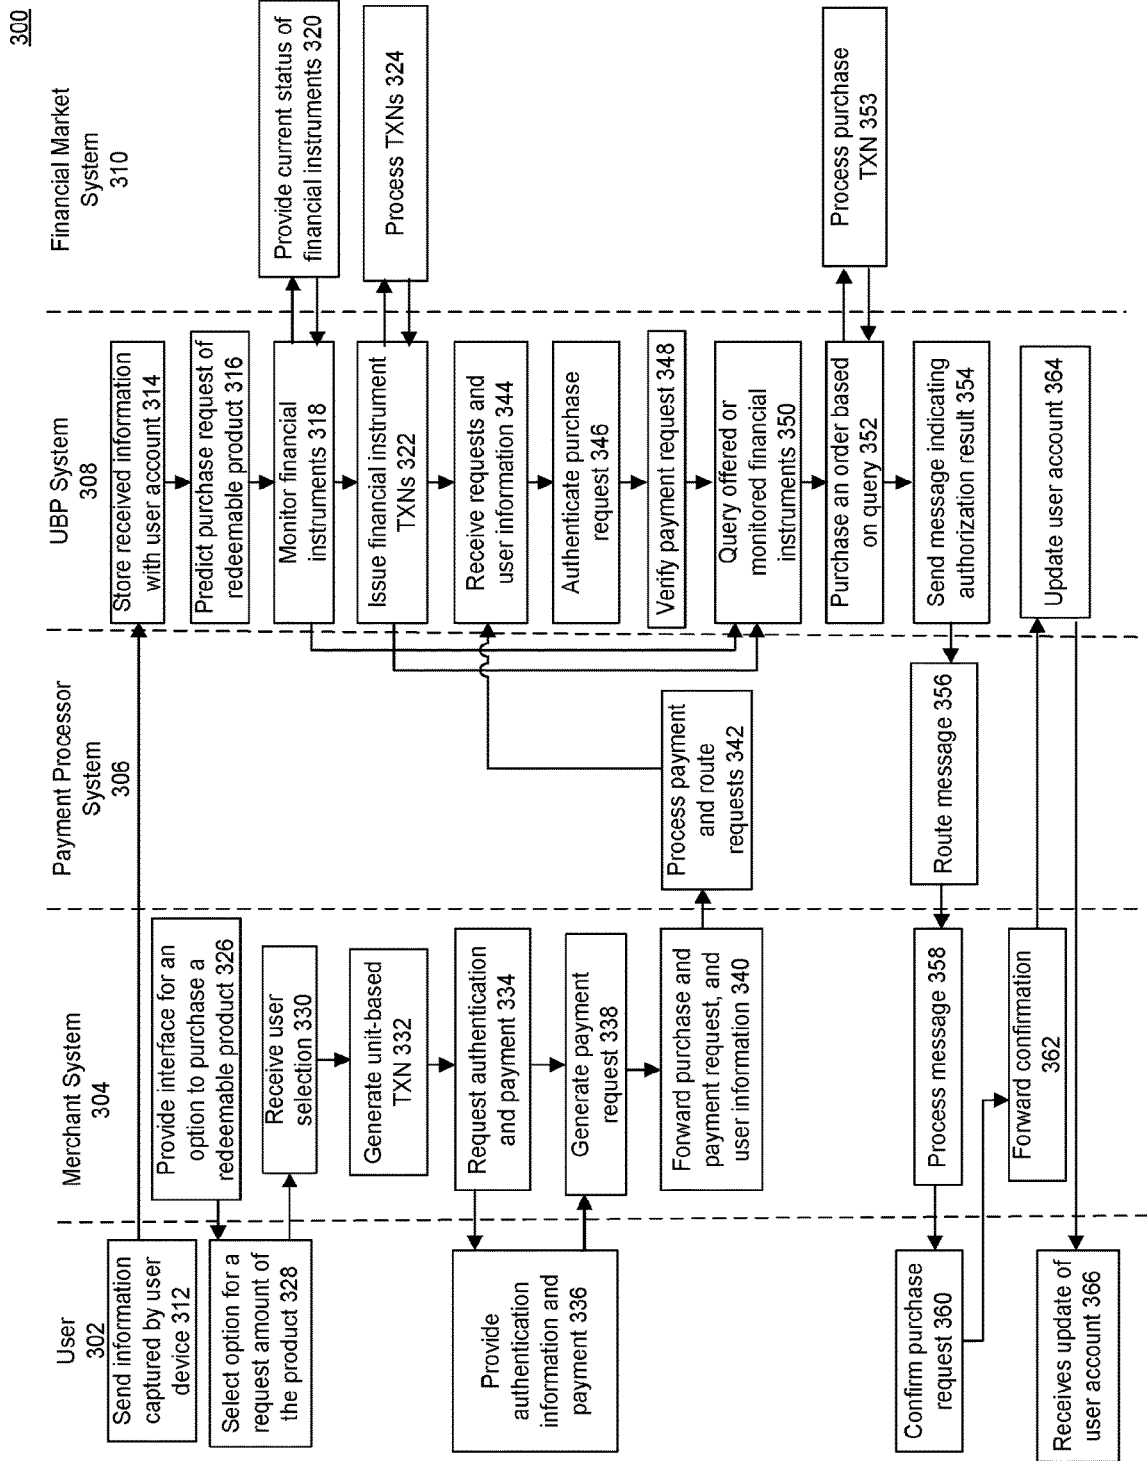 300
User
302
Merchant System
304
Payment Processor
System
306
UBP System
308
Financial Market
System
310
Send information
captured by user
device 312
Store received information
with user account 314
Predict purchase request of
redeemable product 316
Monitor financial
instruments 318
Provide current status of
financial instruments 320
Issue financial instrument
TXNs 322
Process TXNs 324
Provide interface for an
option to purchase a
redeemable product 326
Select option for a
request amount of
the product 328
Receive user
selection 330
Generate unit-based
TXN 332
Request authentication
and payment 334
Provide
authentication
information and
payment 336
Generate payment
request 338
Forward purchase and
payment request, and
user information 340
Process payment
and route
requests 342
Receive requests and
user information 344
Authenticate purchase
request 346
Verify payment request 348
Query offered or
monitored financial
instruments 350
Purchase an order based
on query 352
Process purchase
TXN 353
Send message indicating
authorization result 354
Route message 356
Process message 358
Confirm purchase
request 360
Forward confirmation
362
Update user account 364
Receives update of
user account 366